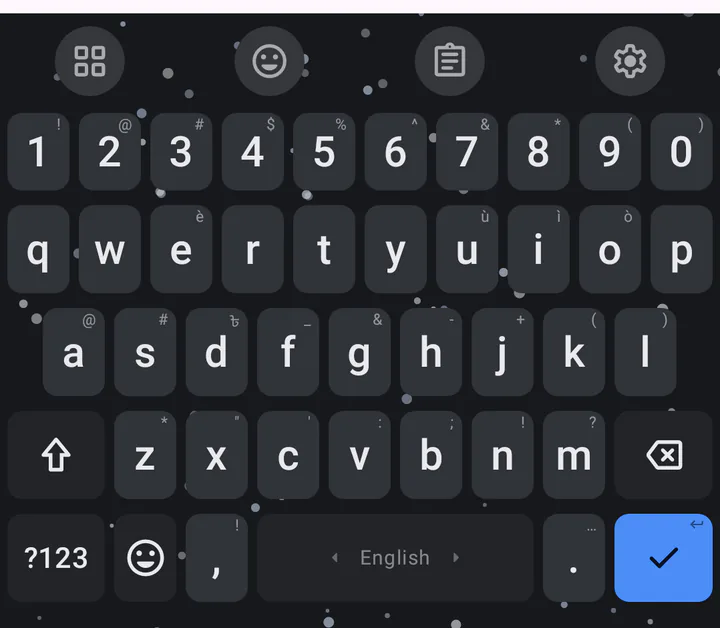 ! @ # $ % ^ & * ( )
1 2 3 4 5 6 7 8 9 0
è ù ì ò
q w e r t y u i o p
@ # ъ _ & - + ( )
a s d f g h j k l
* " ' : ; ! ?
z x c v b n m
! …
?123 , English .